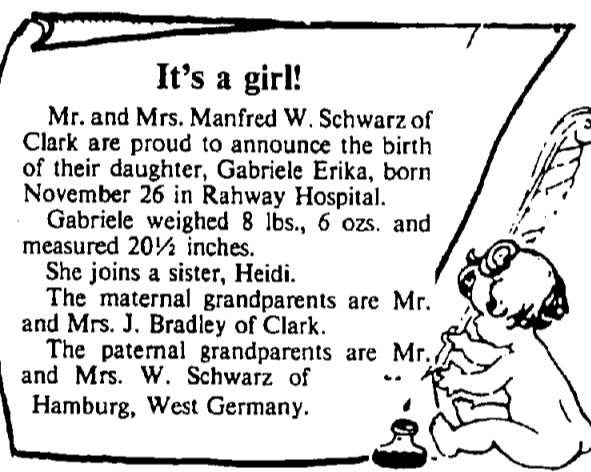 It's a girl!
Mr. and Mrs. Manfred W. Schwarz of
Clark are proud to announce the birth
of their daughter, Gabriele Erika, born
November 26 in Rahway Hospital.
Gabriele weighed 8 lbs., 6 ozs. and
measured 20½ inches.
She joins a sister, Heidi.
The maternal grandparents are Mr.
and Mrs. J. Bradley of Clark.
The paternal grandparents are Mr.
and Mrs. W. Schwarz of
Hamburg, West Germany.